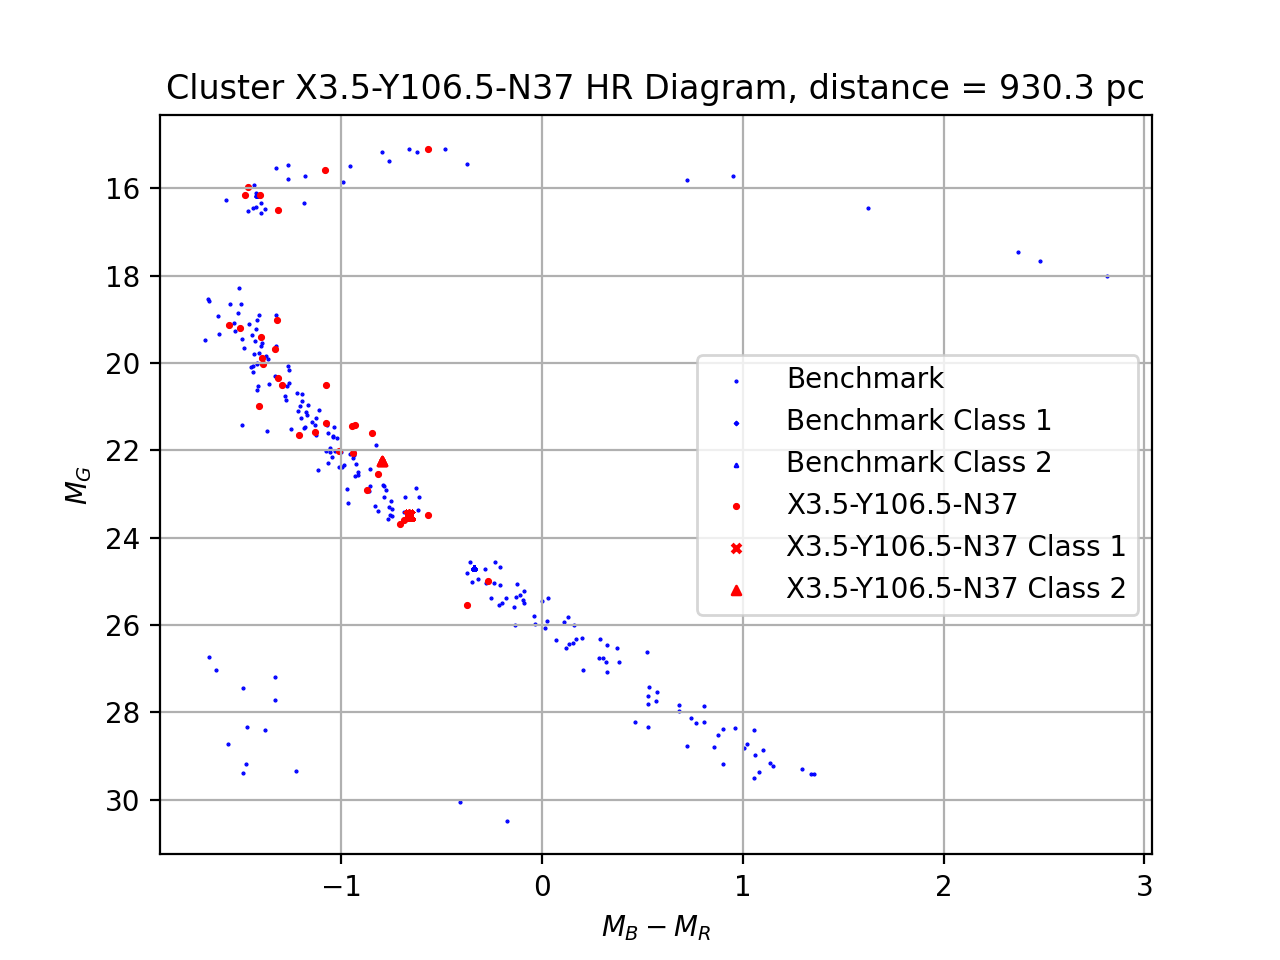 Cluster X3.5-Y106.5-N37 HR Diagram, distance = 930.3 pc
16
18
20
22
24
26
28
30
M_G
Benchmark
Benchmark Class 1
Benchmark Class 2
X3.5-Y106.5-N37
X3.5-Y106.5-N37 Class 1
X3.5-Y106.5-N37 Class 2
−1 0 1 2 3
M_B − M_R